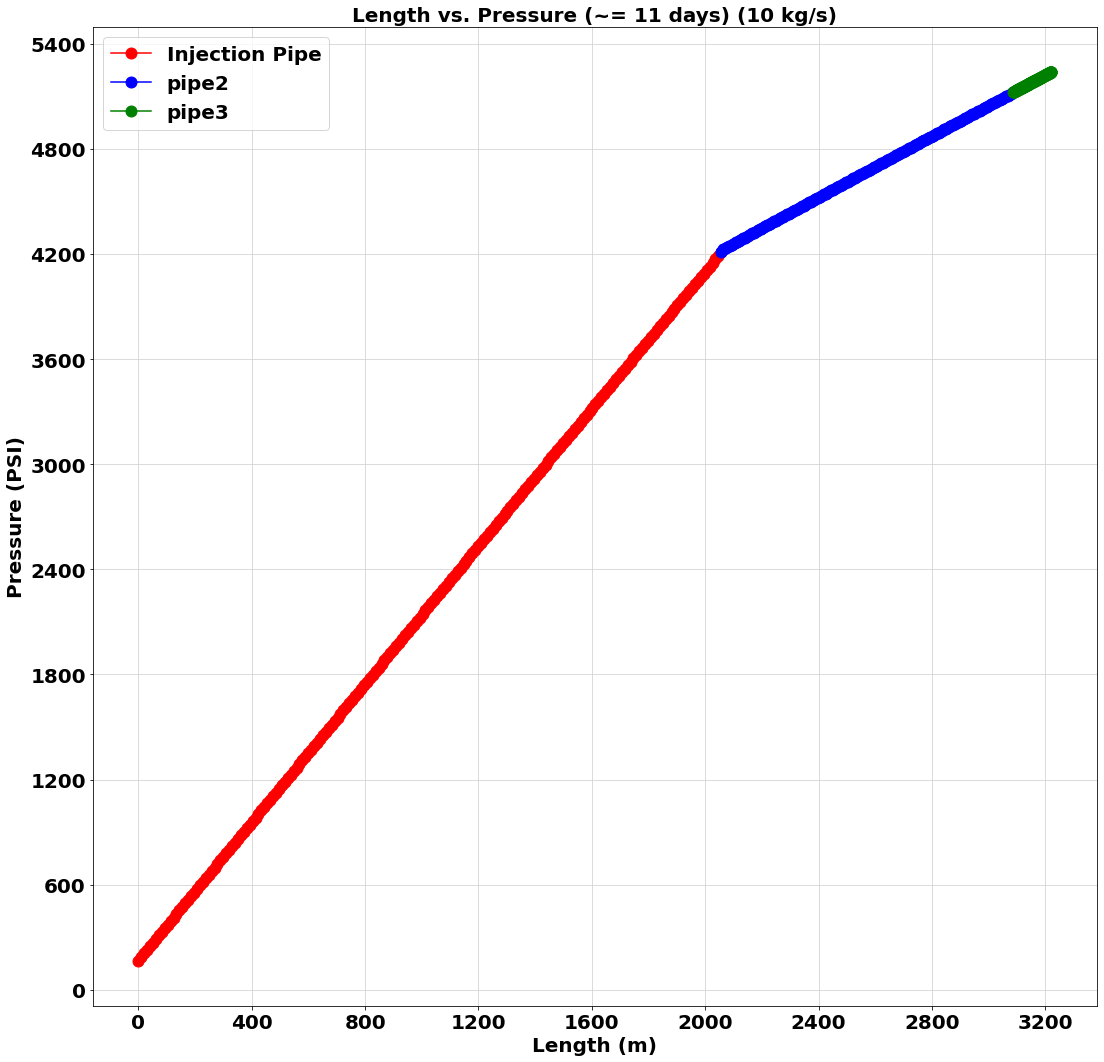 Length vs. Pressure (~= 11 days) (10 kg/s)
Injection Pipe
pipe2
pipe3
Pressure (PSI)
5400
4800
4200
3600
3000
2400
1800
1200
600
0
0 400 800 1200 1600 2000 2400 2800 3200
Length (m)